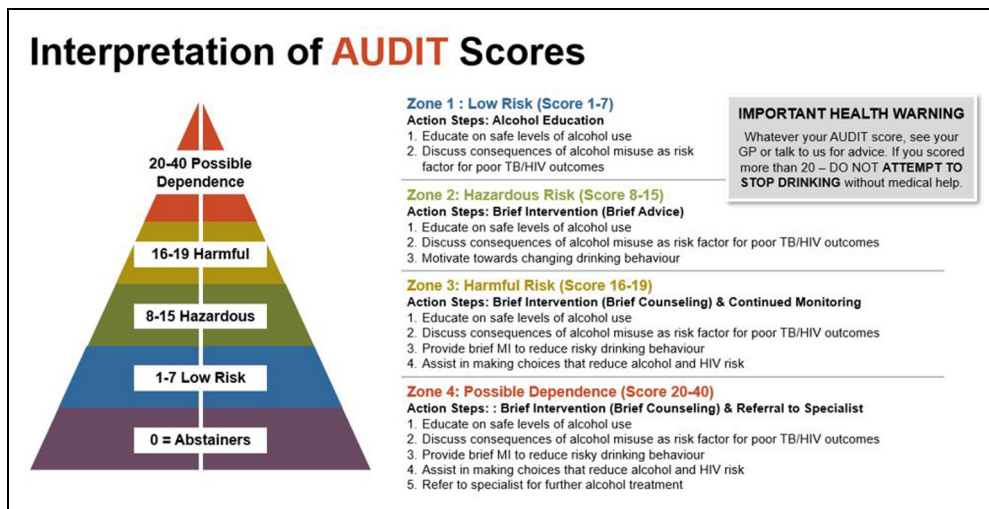 Interpretation of AUDIT Scores
20-40 Possible
Dependence
16-19 Harmful
8-15 Hazardous
1-7 Low Risk
0 = Abstainers
Zone 1 : Low Risk (Score 1-7)
Action Steps: Alcohol Education
1. Educate on safe levels of alcohol use
2. Discuss consequences of alcohol misuse as risk
factor for poor TB/HIV outcomes
IMPORTANT HEALTH WARNING
Whatever your AUDIT score, see your
GP or talk to us for advice. If you scored
more than 20 – DO NOT ATTEMPT TO
STOP DRINKING without medical help.
Zone 2: Hazardous Risk (Score 8-15)
Action Steps: Brief Intervention (Brief Advice)
1. Educate on safe levels of alcohol use
2. Discuss consequences of alcohol misuse as risk factor for poor TB/HIV outcomes
3. Motivate towards changing drinking behaviour
Zone 3: Harmful Risk (Score 16-19)
Action Steps: Brief Intervention (Brief Counseling) & Continued Monitoring
1. Educate on safe levels of alcohol use
2. Discuss consequences of alcohol misuse as risk factor for poor TB/HIV outcomes
3. Provide brief MI to reduce risky drinking behaviour
4. Assist in making choices that reduce alcohol and HIV risk
Zone 4: Possible Dependence (Score 20-40)
Action Steps: : Brief Intervention (Brief Counseling) & Referral to Specialist
1. Educate on safe levels of alcohol use
2. Discuss consequences of alcohol misuse as risk factor for poor TB/HIV outcomes
3. Provide brief MI to reduce risky drinking behaviour
4. Assist in making choices that reduce alcohol and HIV risk
5. Refer to specialist for further alcohol treatment